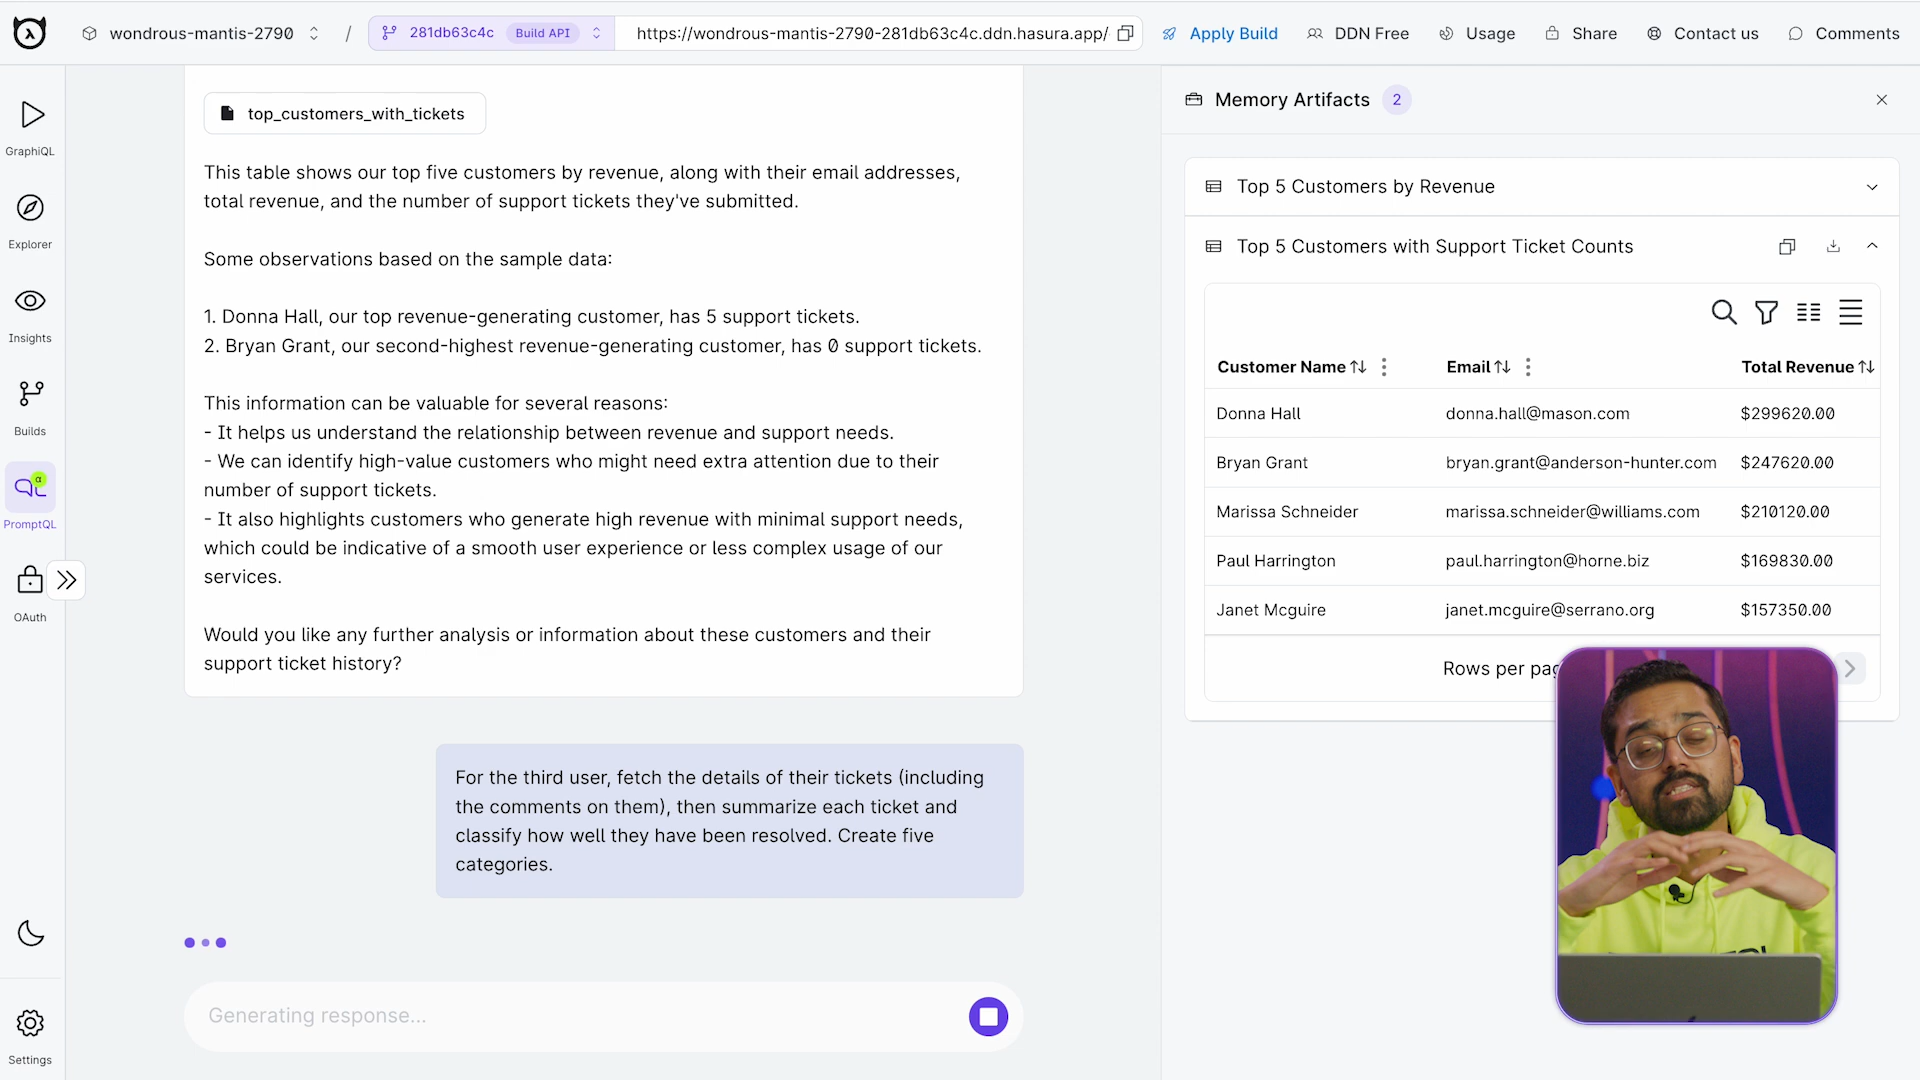 wondrous-mantis-2790 / 281db63c4c Build API https://wondrous-mantis-2790-281db63c4c.ddn.hasura.app/ Apply Build DDN Free Usage Share Contact us Comments
GraphiQL
Explorer
Insights
Builds
α
PromptQL
OAuth
Settings
top_customers_with_tickets
This table shows our top five customers by revenue, along with their email addresses,
total revenue, and the number of support tickets they've submitted.
Some observations based on the sample data:
1. Donna Hall, our top revenue-generating customer, has 5 support tickets.
2. Bryan Grant, our second-highest revenue-generating customer, has 0 support tickets.
This information can be valuable for several reasons:
- It helps us understand the relationship between revenue and support needs.
- We can identify high-value customers who might need extra attention due to their
number of support tickets.
- It also highlights customers who generate high revenue with minimal support needs,
which could be indicative of a smooth user experience or less complex usage of our
services.
Would you like any further analysis or information about these customers and their
support ticket history?
For the third user, fetch the details of their tickets (including
the comments on them), then summarize each ticket and
classify how well they have been resolved. Create five
categories.
Generating response...
Memory Artifacts 2
Top 5 Customers by Revenue
Top 5 Customers with Support Ticket Counts
Customer Name Email Total Revenue
Donna Hall donna.hall@mason.com $299620.00
Bryan Grant bryan.grant@anderson-hunter.com $247620.00
Marissa Schneider marissa.schneider@williams.com $210120.00
Paul Harrington paul.harrington@horne.biz $169830.00
Janet Mcguire janet.mcguire@serrano.org $157350.00
Rows per